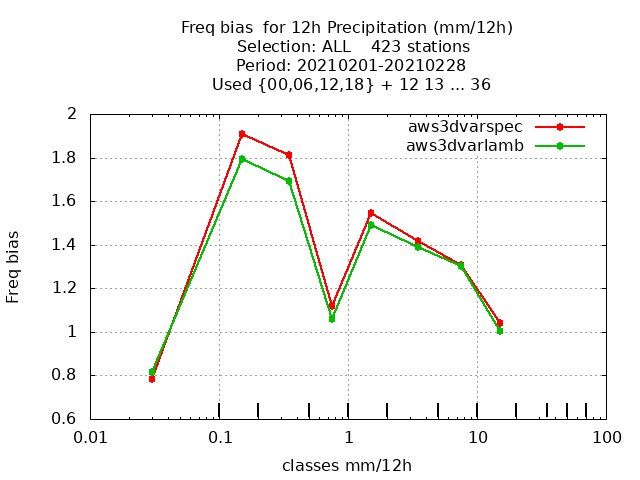 Freq bias  for 12h Precipitation (mm/12h)
Selection: ALL    423 stations
Period: 20210201-20210228
Used {00,06,12,18} + 12 13 ... 36
aws3dvarspec
aws3dvarlamb
Freq bias
2
1.8
1.6
1.4
1.2
1
0.8
0.6
0.01 0.1 1 10 100
classes mm/12h